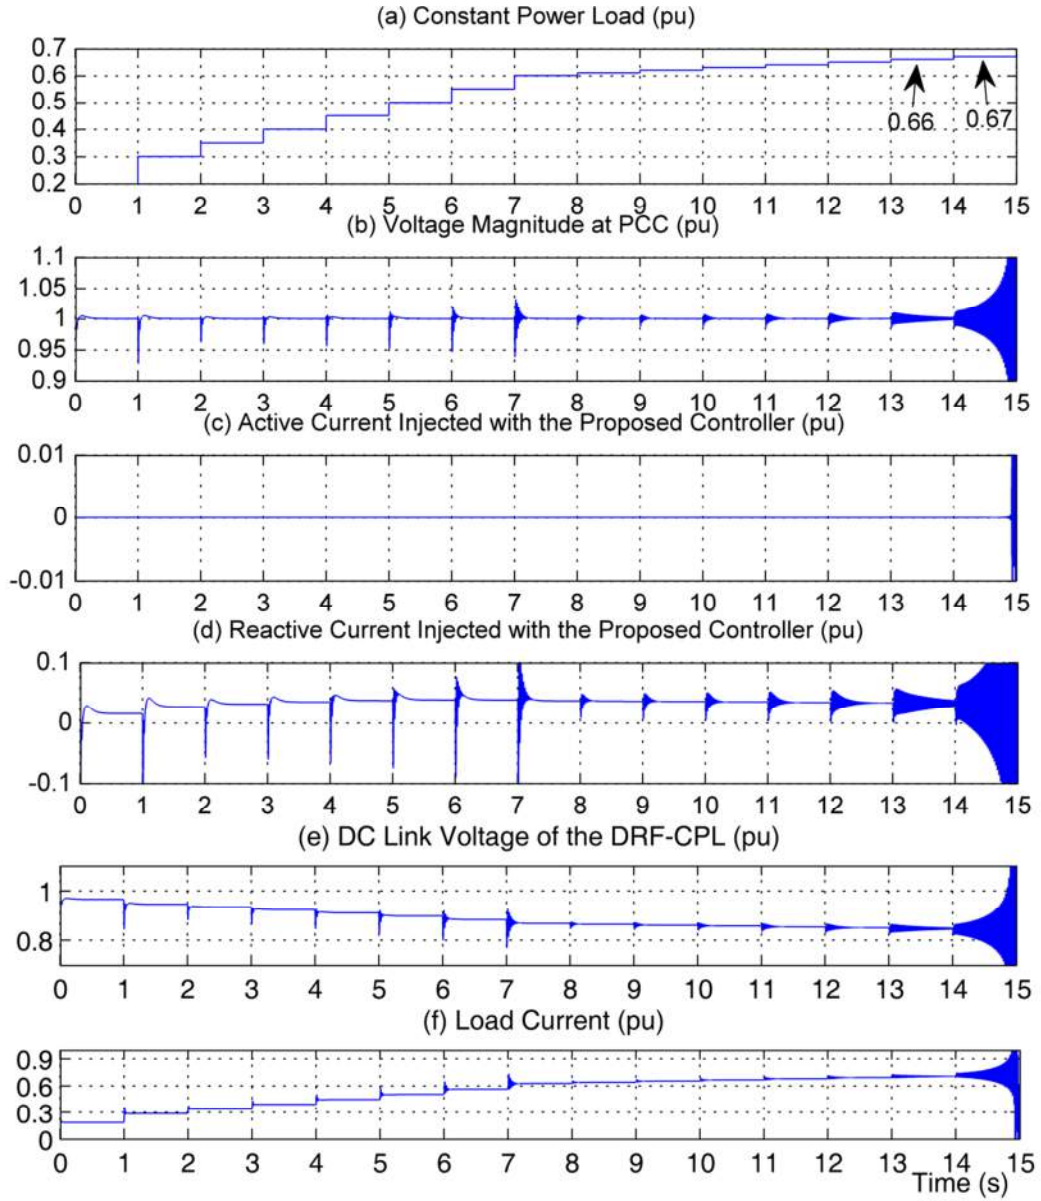 (a) Constant Power Load (pu)
0.7
0.6
0.5
0.4
0.3
0.2
0.66
0.67
0 1 2 3 4 5 6 7 8 9 10 11 12 13 14 15
(b) Voltage Magnitude at PCC (pu)
1.1
1.05
1
0.95
0.9
0 1 2 3 4 5 6 7 8 9 10 11 12 13 14 15
(c) Active Current Injected with the Proposed Controller (pu)
0.01
0
-0.01
0 1 2 3 4 5 6 7 8 9 10 11 12 13 14 15
(d) Reactive Current Injected with the Proposed Controller (pu)
0.1
0
-0.1
0 1 2 3 4 5 6 7 8 9 10 11 12 13 14 15
(e) DC Link Voltage of the DRF-CPL (pu)
1
0.8
0 1 2 3 4 5 6 7 8 9 10 11 12 13 14 15
(f) Load Current (pu)
0.9
0.6
0.3
0
0 1 2 3 4 5 6 7 8 9 10 11 12 13 14 15
Time (s)